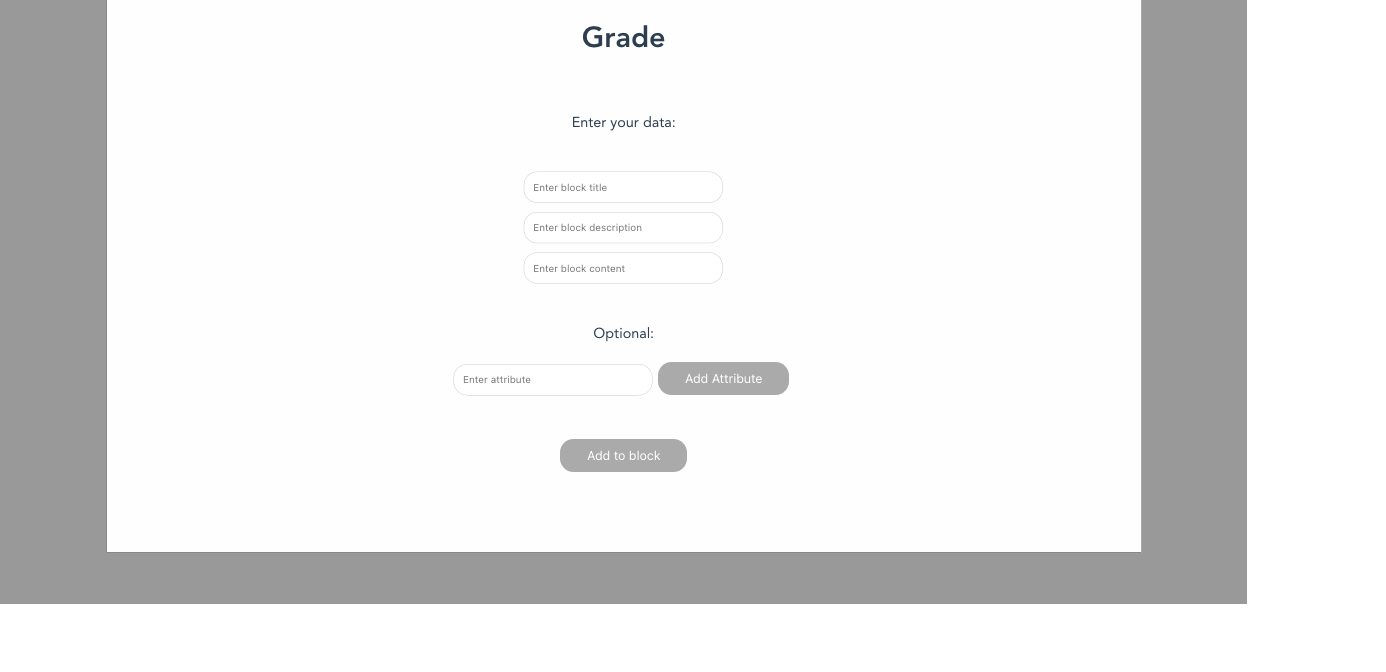 Grade
Enter your data:
Enter block title
Enter block description
Enter block content
Optional:
Enter attribute Add Attribute
Add to block